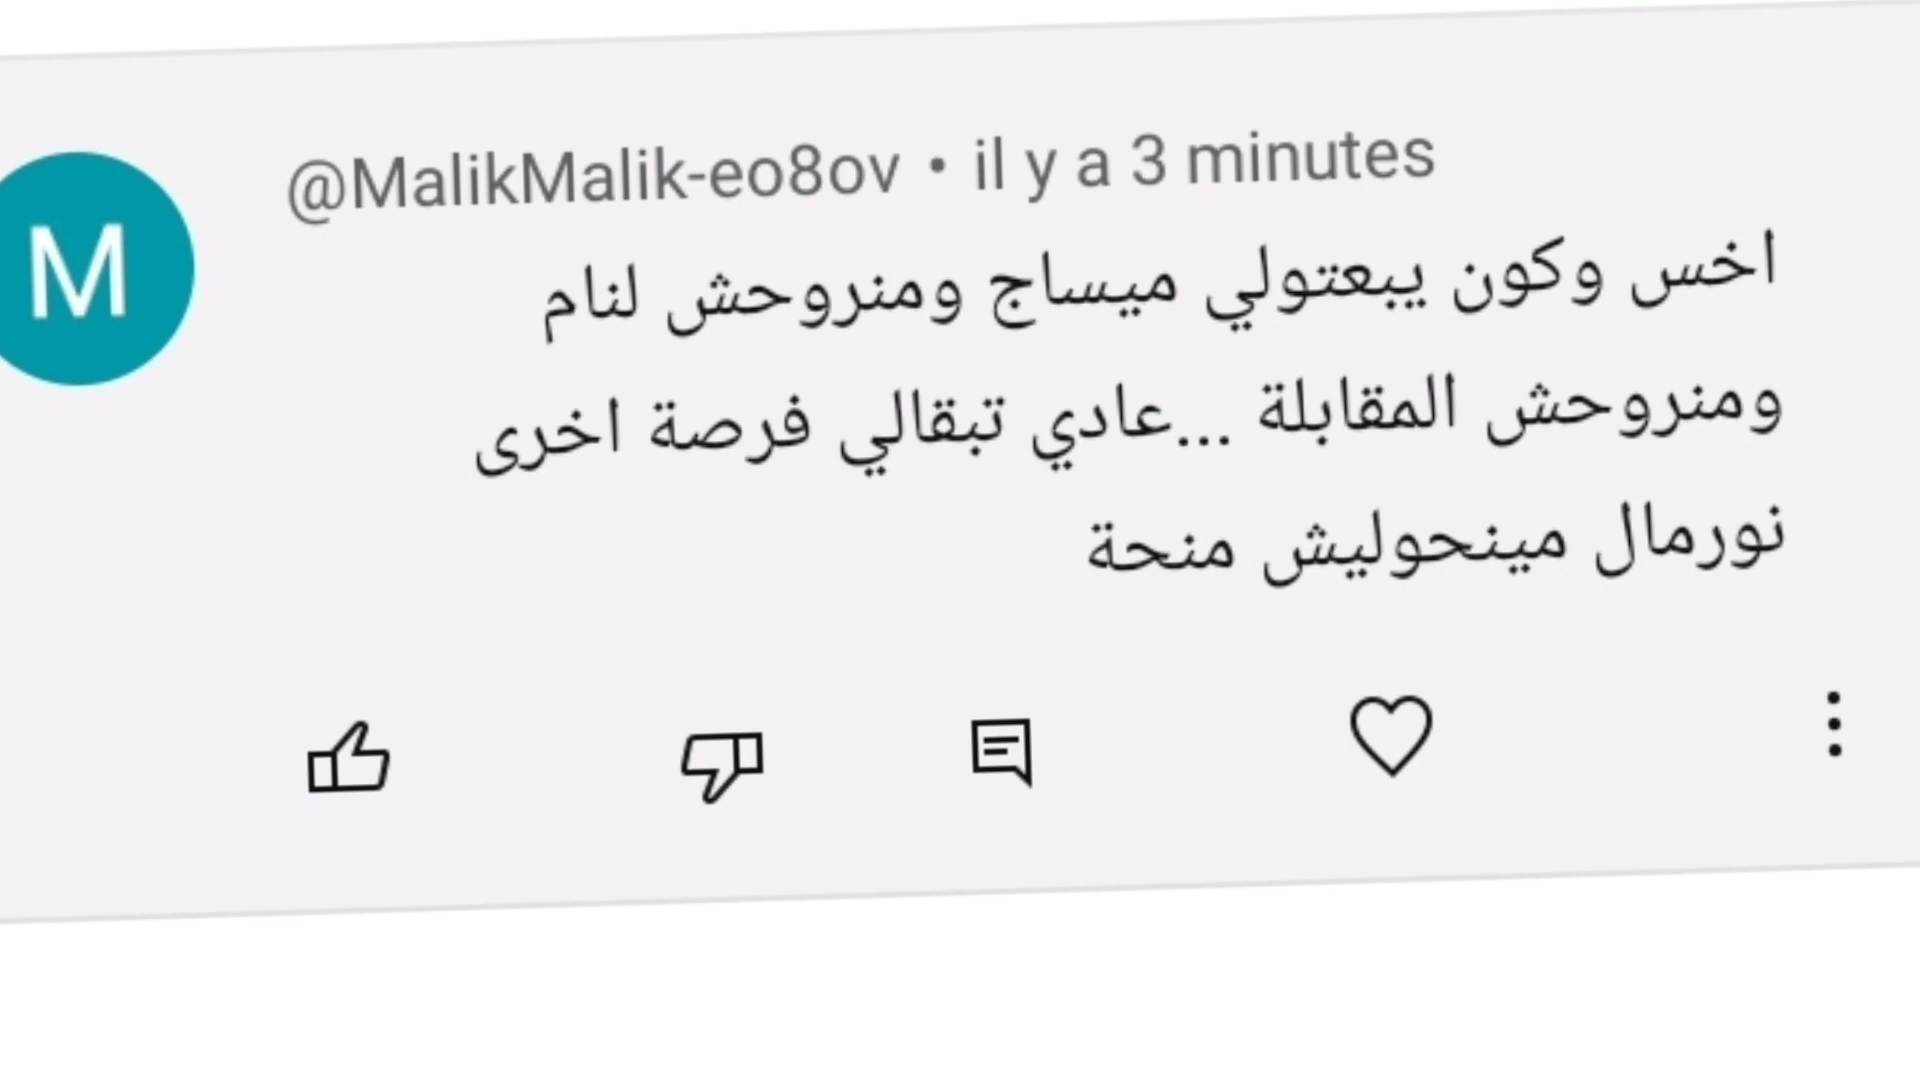 M
@MalikMalik-eo8ov • il y a 3 minutes
اخس وكون يبعتولي ميساج ومنروحش لنام
ومنروحش المقابلة ...عادي تبقالي فرصة اخرى
نورمال مينحوليش منحة